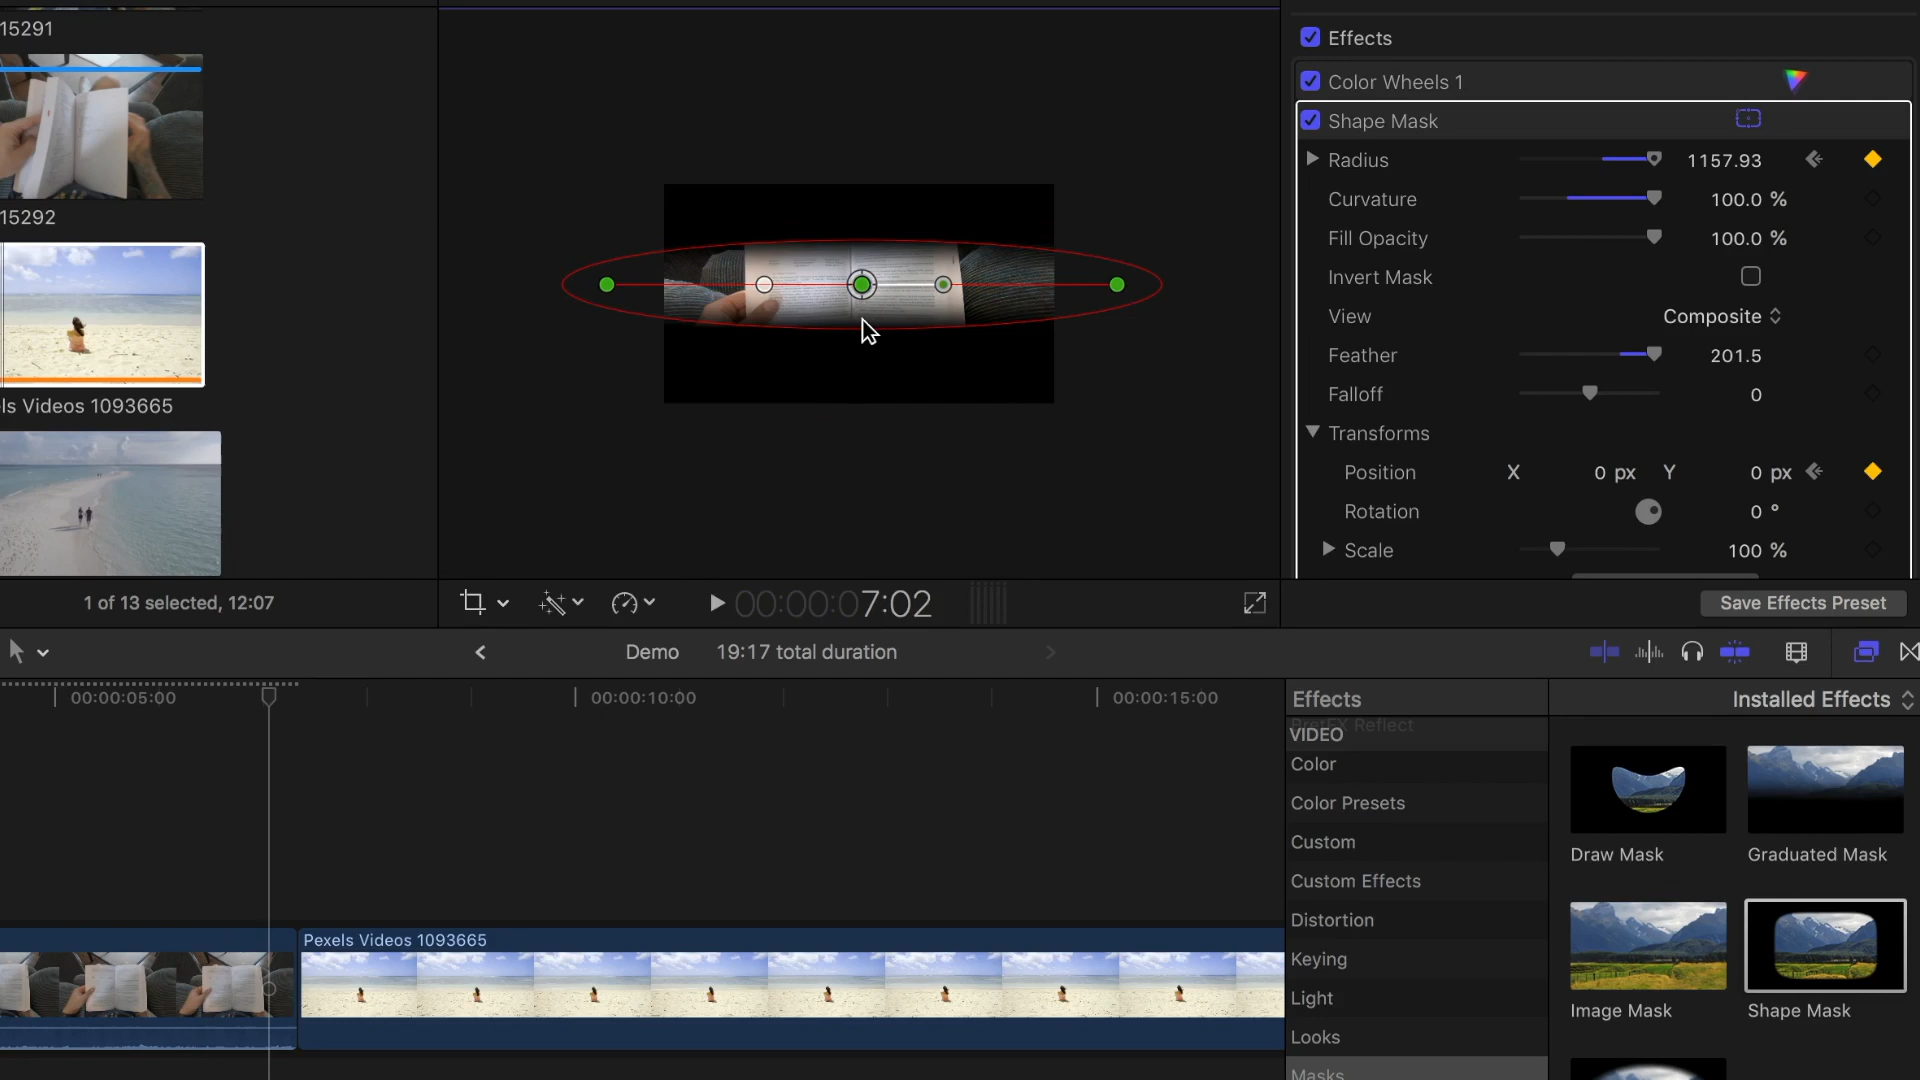 15291
15292
ls Videos 1093665
1 of 13 selected, 12:07
Effects
Color Wheels 1
Shape Mask
Radius 1157.93
Curvature 100.0 %
Fill Opacity 100.0 %
Invert Mask
View Composite
Feather 201.5
Falloff 0
Transforms
Position X 0 px Y 0 px
Rotation 0 °
Scale 100 %
00:00:07:02
Save Effects Preset
Demo 19:17 total duration
00:00:05:00 00:00:10:00 00:00:15:00
Effects
Installed Effects
BretFX Reflect
VIDEO
Color
Color Presets
Custom
Custom Effects
Distortion
Keying
Light
Looks
Masks
Draw Mask
Graduated Mask
Image Mask
Shape Mask
Pexels Videos 1093665